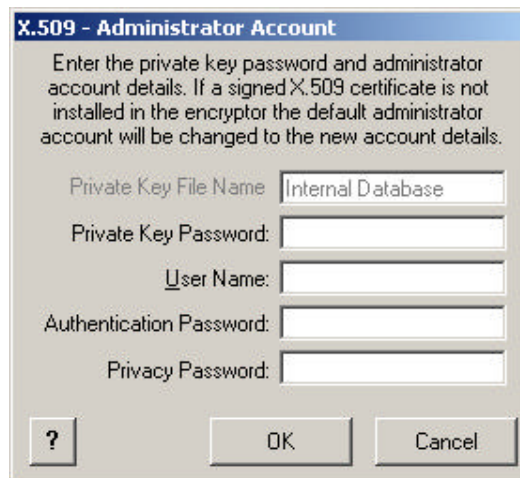 X.509 - Administrator Account
Enter the private key password and administrator
account details. If a signed X.509 certificate is not
installed in the encryptor the default administrator
account will be changed to the new account details.
Private Key File Name Internal Database
Private Key Password:
User Name:
Authentication Password:
Privacy Password:
? OK Cancel